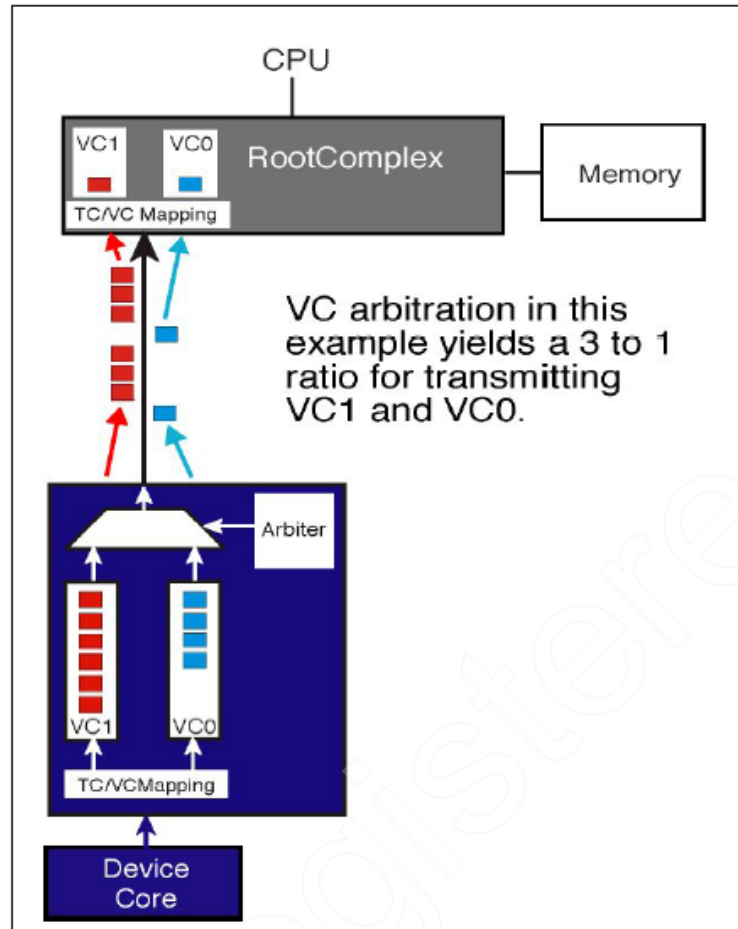 CPU
VC1
VC0
RootComplex
Memory
TC/VC Mapping
VC arbitration in this
example yields a 3 to 1
ratio for transmitting
VC1 and VC0.
Arbiter
VC1
VC0
TC/VCMapping
Device
Core